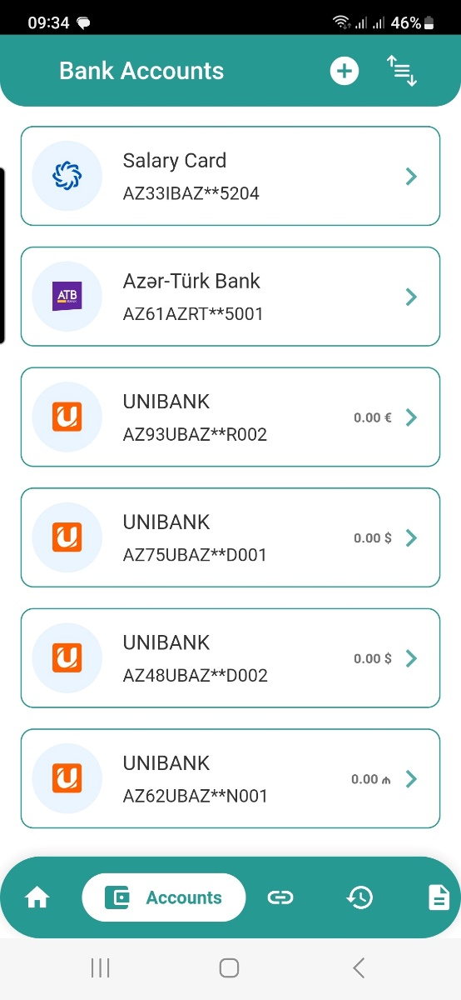 09:34
46%
Bank Accounts
Salary Card
AZ33IBAZ**5204
ATB
BANK
Azər-Türk Bank
AZ61AZRT**5001
UNIBANK
0.00 €
AZ93UBAZ**R002
UNIBANK
0.00 $
AZ75UBAZ**D001
UNIBANK
0.00 $
AZ48UBAZ**D002
UNIBANK
0.00 ₼
AZ62UBAZ**N001
Accounts